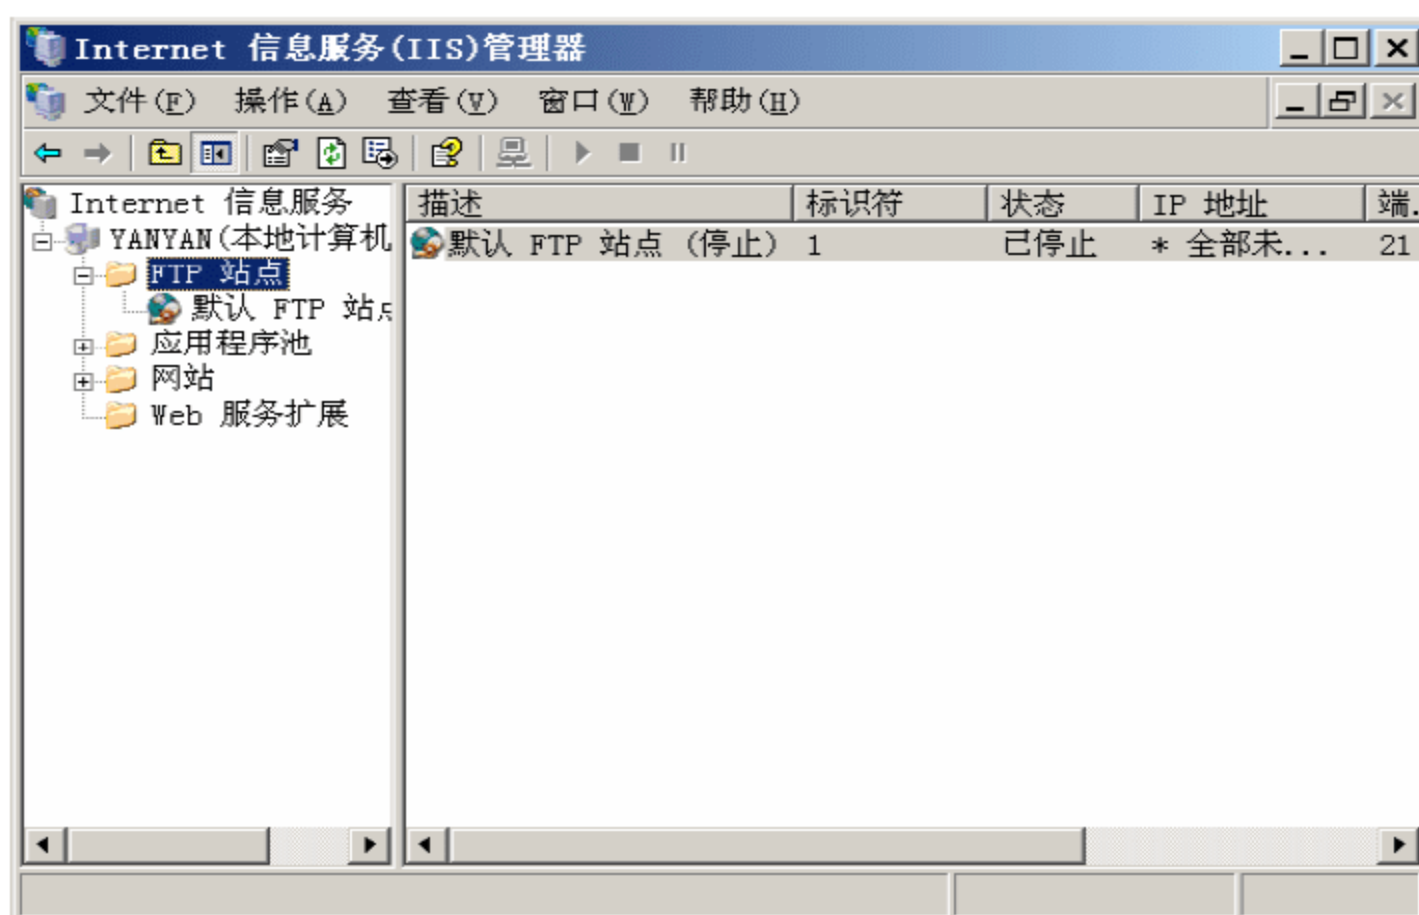 Internet 信息服务(IIS)管理器
文件(F) 操作(A) 查看(V) 窗口(W) 帮助(H)
Internet 信息服务
YANYAN(本地计算机
FTP 站点
默认 FTP 站点
应用程序池
网站
Web 服务扩展
描述 标识符 状态 IP 地址 端.
默认 FTP 站点 (停止) 1 已停止 * 全部未... 21